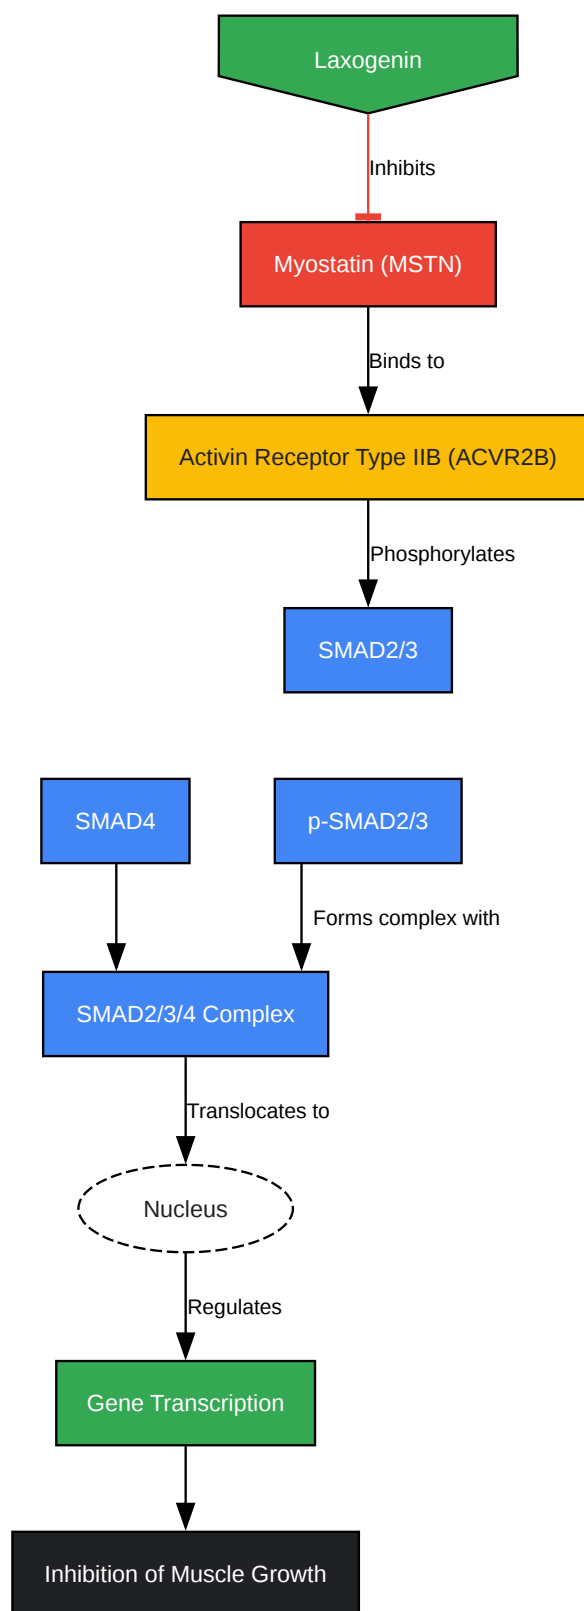 Laxogenin
Inhibits
Myostatin (MSTN)
Binds to
Activin Receptor Type IIB (ACVR2B)
Phosphorylates
SMAD2/3
SMAD4
p-SMAD2/3
Forms complex with
SMAD2/3/4 Complex
Translocates to
Nucleus
Regulates
Gene Transcription
Inhibition of Muscle Growth